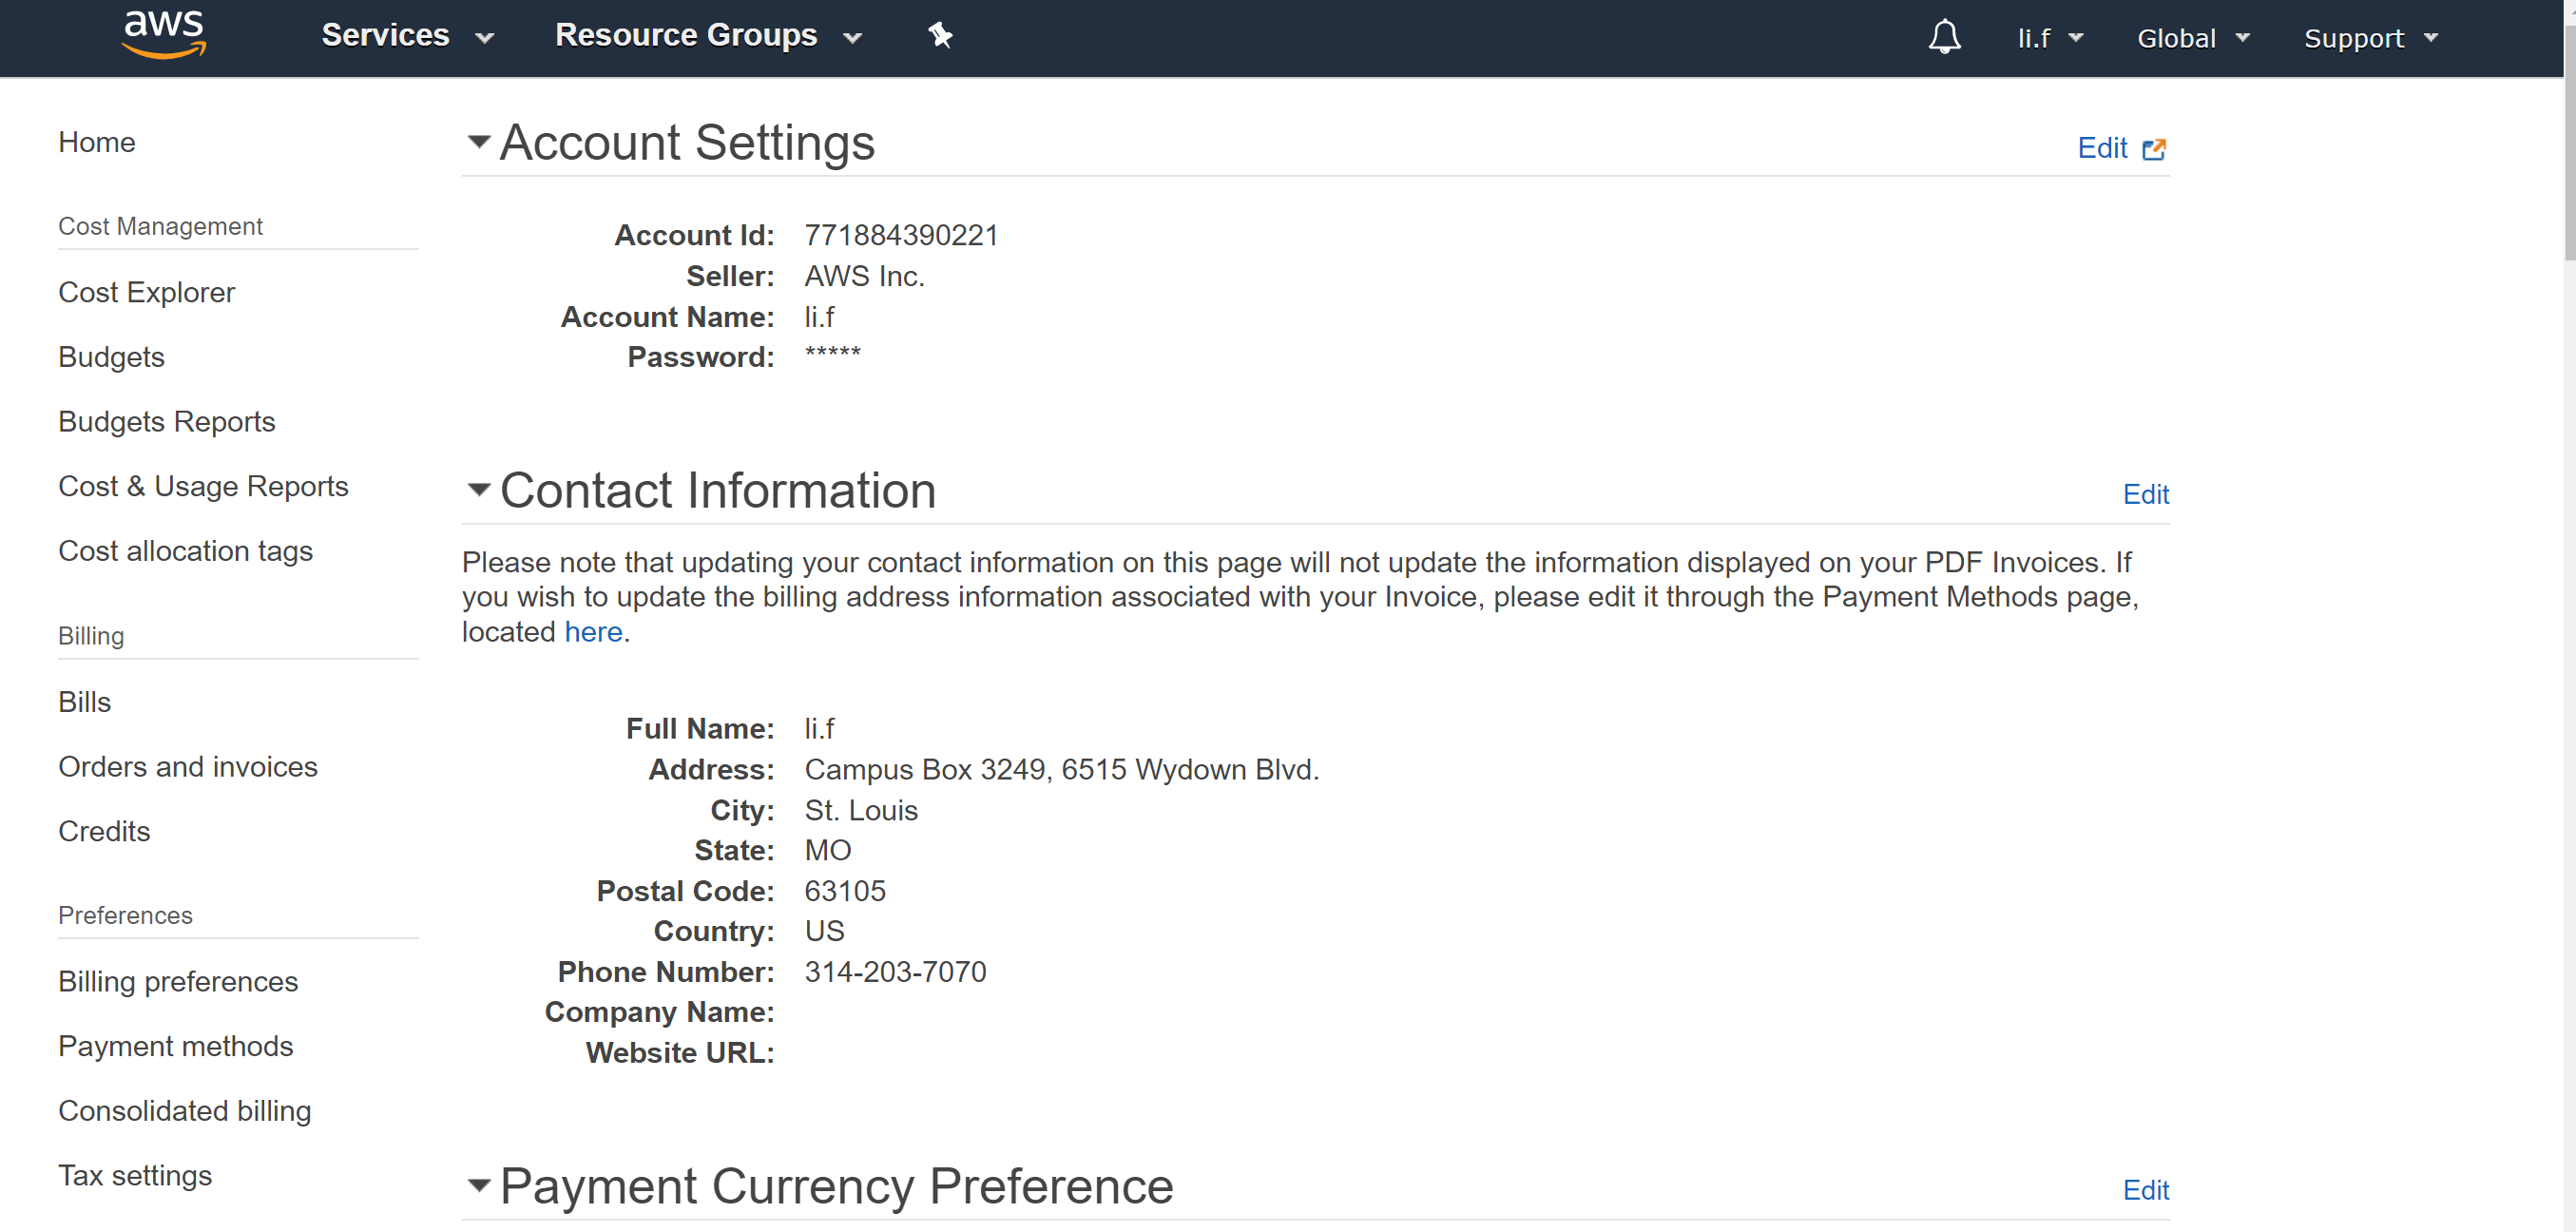 aws Services Resource Groups li.f Global Support
Home
Cost Management
Cost Explorer
Budgets
Budgets Reports
Cost & Usage Reports
Cost allocation tags
Billing
Bills
Orders and invoices
Credits
Preferences
Billing preferences
Payment methods
Consolidated billing
Tax settings
Account Settings Edit
Account Id: 771884390221
Seller: AWS Inc.
Account Name: li.f
Password: *****
Contact Information Edit
Please note that updating your contact information on this page will not update the information displayed on your PDF Invoices. If
you wish to update the billing address information associated with your Invoice, please edit it through the Payment Methods page,
located here.
Full Name: li.f
Address: Campus Box 3249, 6515 Wydown Blvd.
City: St. Louis
State: MO
Postal Code: 63105
Country: US
Phone Number: 314-203-7070
Company Name:
Website URL:
Payment Currency Preference Edit